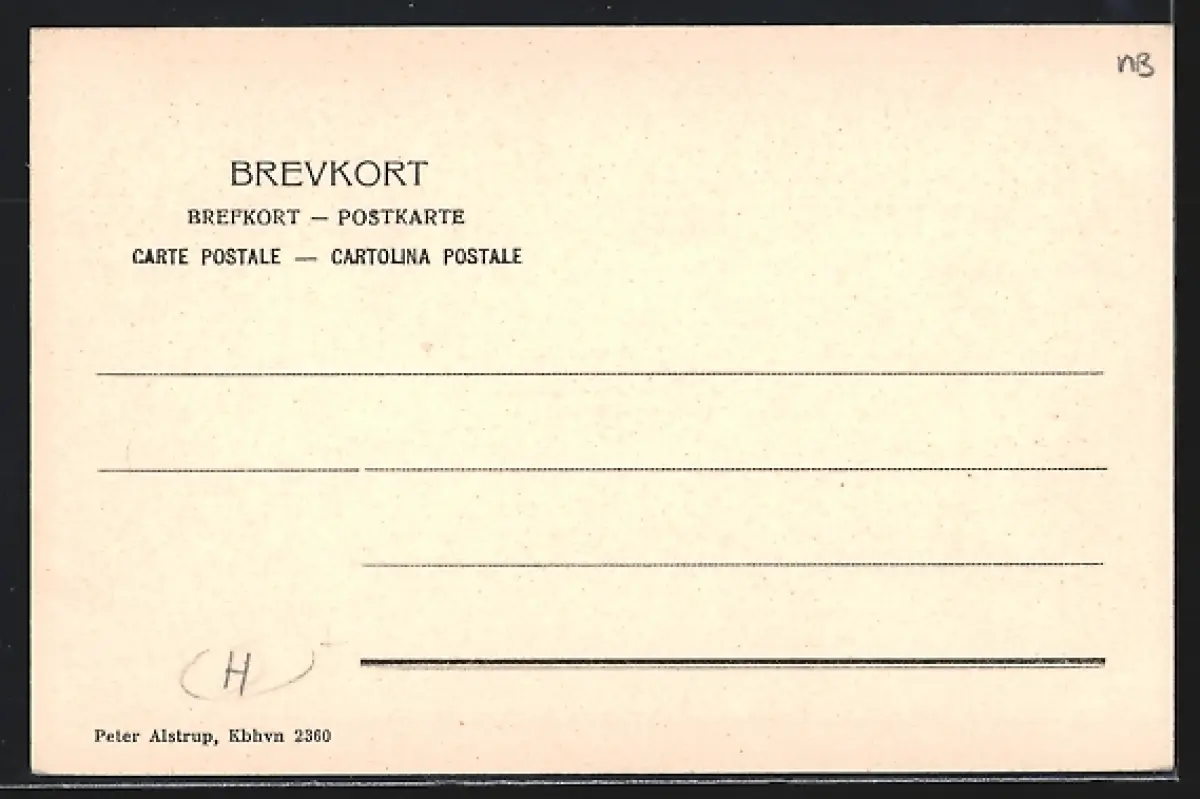 nB
BREVKORT
BREFKORT — POSTKARTE
CARTE POSTALE — CARTOLINA POSTALE
H
Peter Alstrup, Kbhvn 2360